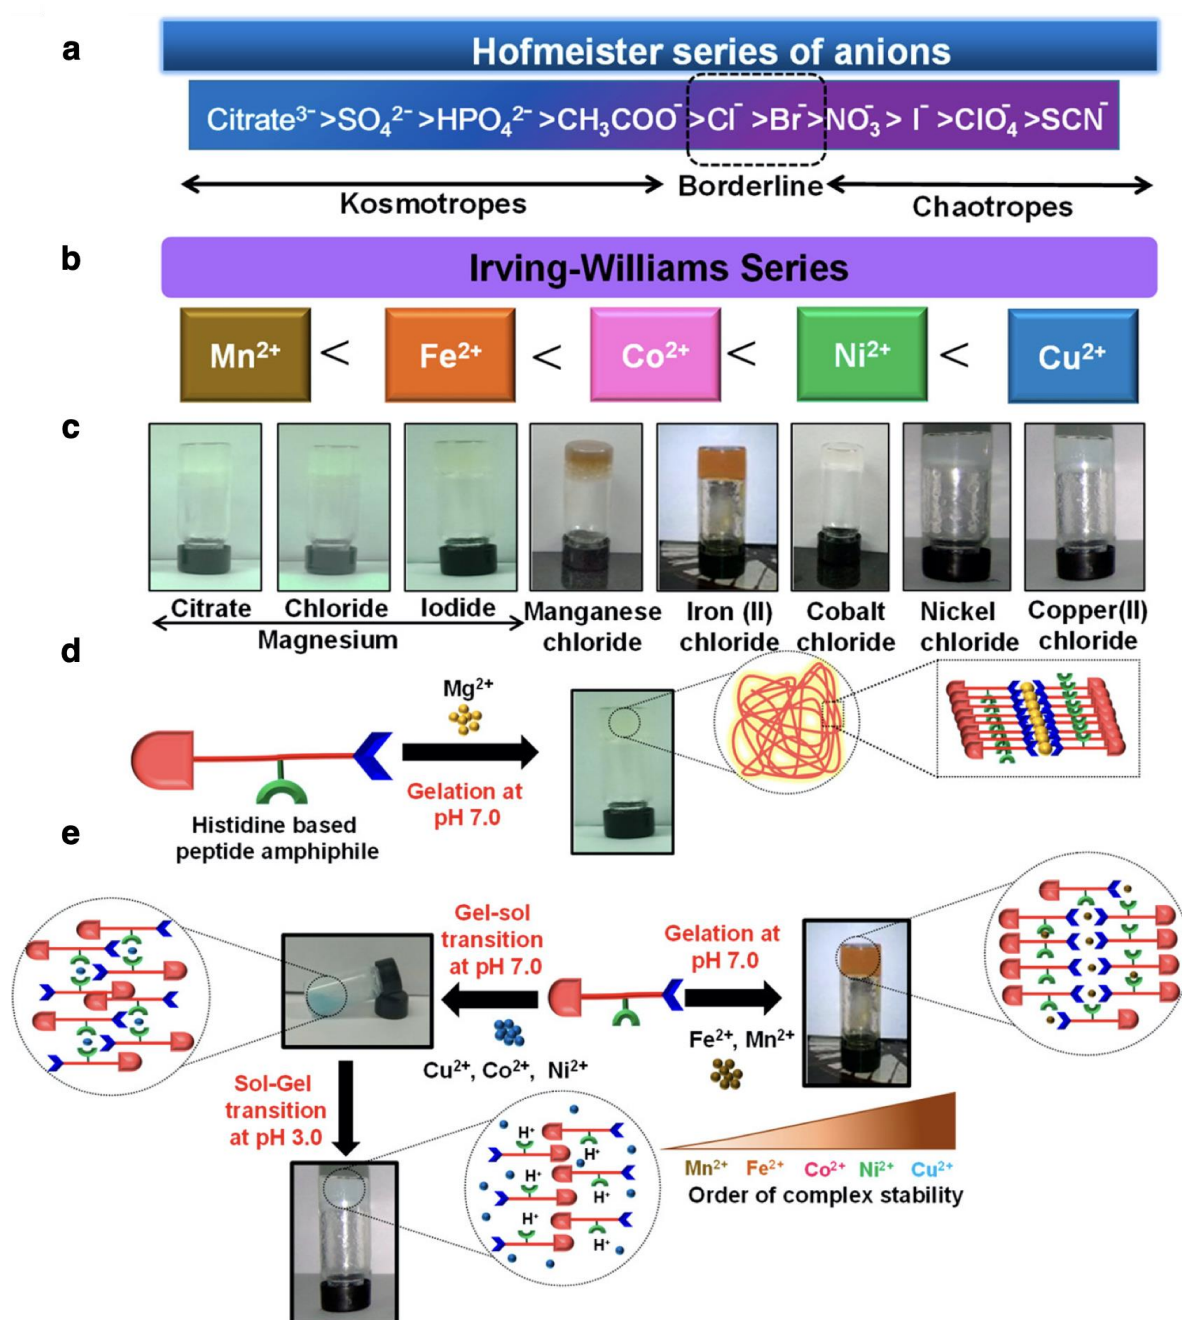 a
Hofmeister series of anions
Citrate³⁻ >SO₄²⁻ >HPO₄²⁻ >CH₃COO⁻ >Cl⁻ >Br⁻ >NO₃⁻ > I⁻ >ClO₄⁻ >SCN⁻
Kosmotropes
Borderline
Chaotropes
b
Irving-Williams Series
Mn²⁺ < Fe²⁺ < Co²⁺ < Ni²⁺ < Cu²⁺
c
Citrate
Chloride
Iodide
Magnesium
Manganese
chloride
Iron (II)
chloride
Cobalt
chloride
Nickel
chloride
Copper(II)
chloride
d
Mg²⁺
Gelation at
pH 7.0
Histidine based
peptide amphiphile
e
Gel-sol
transition
at pH 7.0
Cu²⁺, Co²⁺, Ni²⁺
Gelation at
pH 7.0
Fe²⁺, Mn²⁺
Sol-Gel
transition
at pH 3.0
H⁺
H⁺
H⁺
H⁺
H⁺
H⁺
Mn²⁺ Fe²⁺ Co²⁺ Ni²⁺ Cu²⁺
Order of complex stability